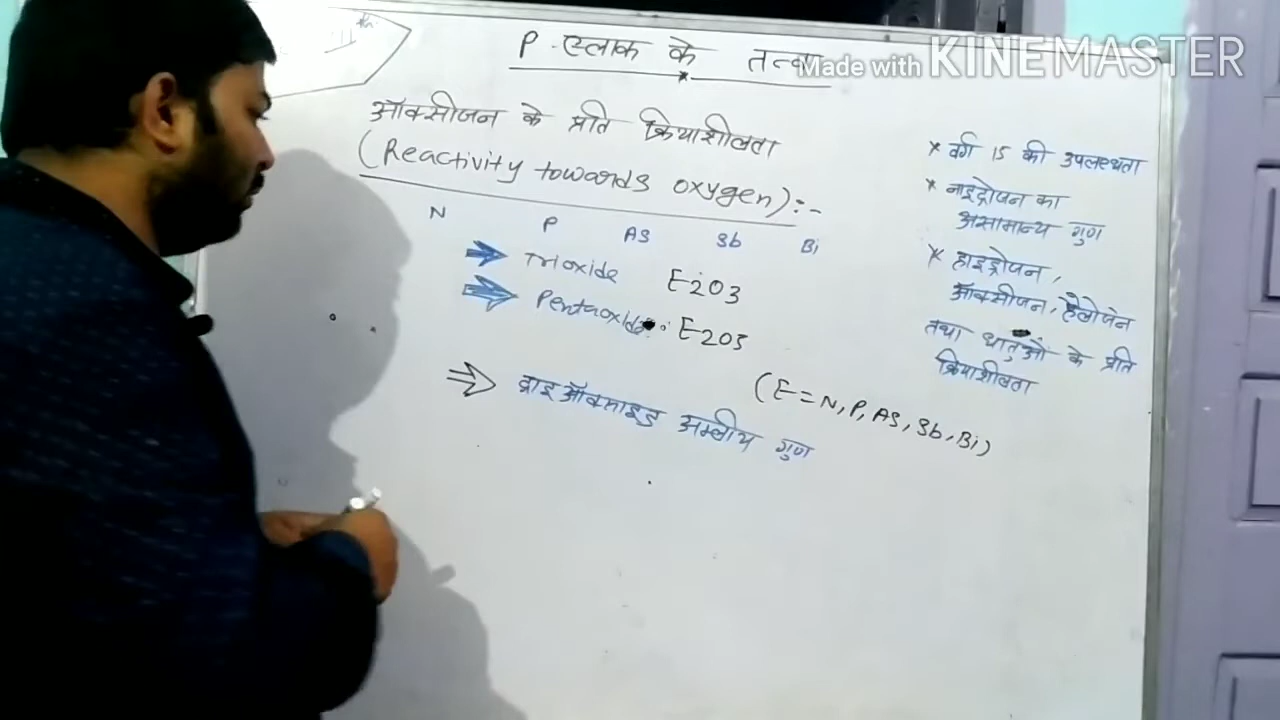 P-ब्लाक के तत्व
Made with KINEMASTER
ऑक्सीजन के प्रति क्रियाशीलता
(Reactivity towards oxygen):-
N P As Sb Bi
⇒ Trioxide E2O3
⇒ Pentaoxide: E2O5
(E=N, P, As, Sb, Bi)
⇒ ट्राइऑक्साइड अम्लीय गुण
* वर्ग 15 की उपलब्धता
* नाइट्रोजन का
असामान्य गुण
* हाइड्रोजन,
ऑक्सीजन, हैलोजेन
तथा धातुओं के प्रति
क्रियाशीलता